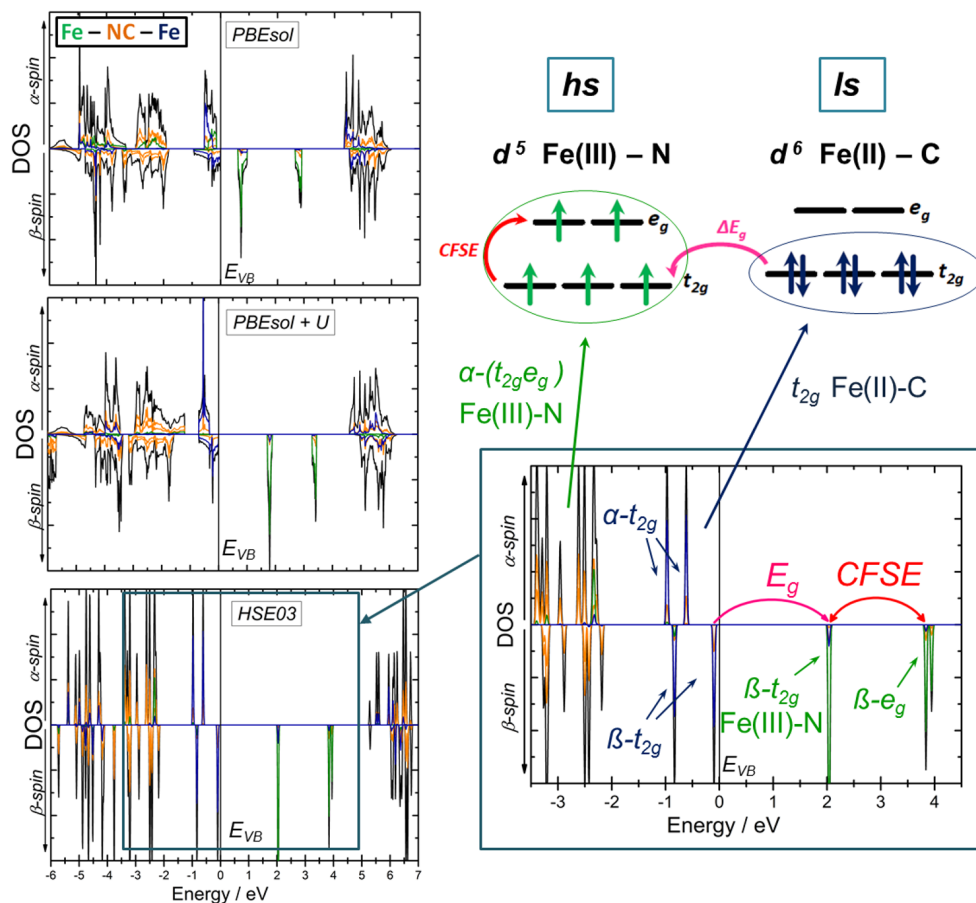 Fe – NC – Fe
PBEsol
α-spin
DOS
β-spin
E_VB
PBEsol + U
α-spin
DOS
β-spin
E_VB
HSE03
α-spin
DOS
β-spin
E_VB
-6 -5 -4 -3 -2 -1 0 1 2 3 4 5 6 7
Energy / eV
hs
ls
d⁵ Fe(III) – N
d⁶ Fe(II) – C
e_g
e_g
CFSE
ΔE_g
t_2g
t_2g
α-(t_2g e_g)
Fe(III)-N
t_2g Fe(II)-C
α-spin
DOS
β-spin
α-t_2g
E_g
CFSE
ß-t_2g
ß-t_2g
Fe(III)-N
ß-e_g
E_VB
-3 -2 -1 0 1 2 3 4
Energy / eV